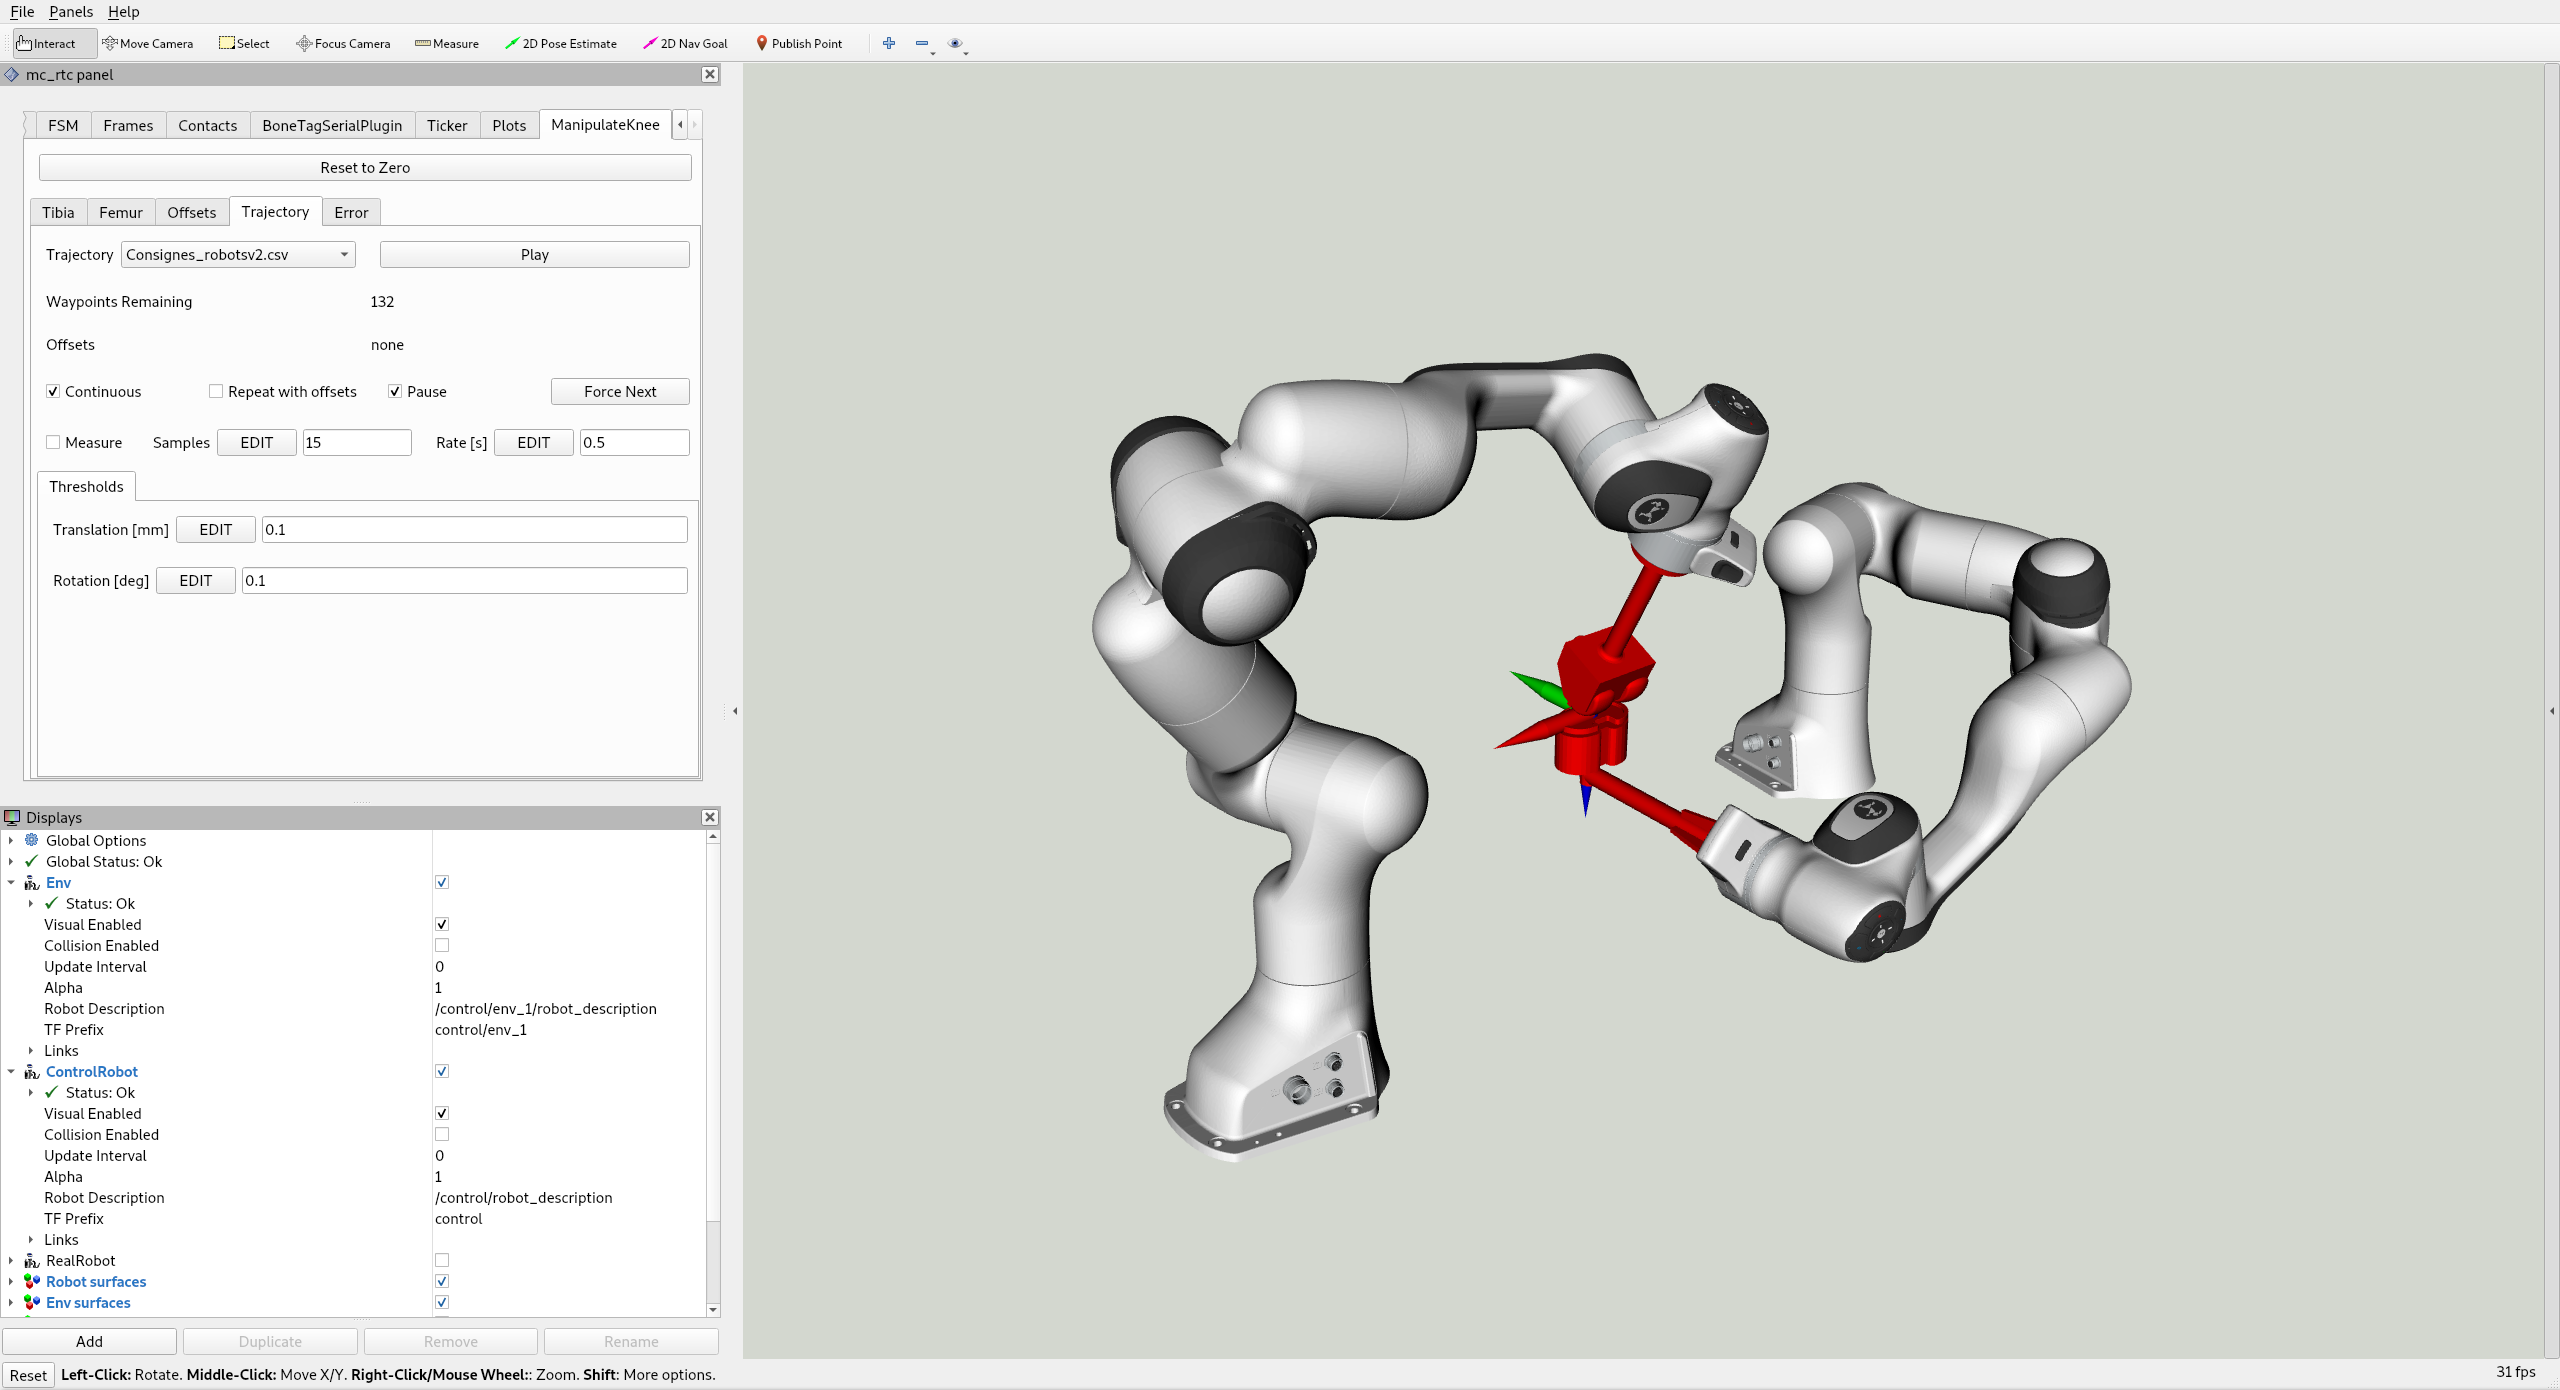 File Panels Help
Interact Move Camera Select Focus Camera Measure 2D Pose Estimate 2D Nav Goal Publish Point
mc_rtc panel
FSM Frames Contacts BoneTagSerialPlugin Ticker Plots ManipulateKnee
Reset to Zero
Tibia Femur Offsets Trajectory Error
Trajectory Consignes_robotsv2.csv Play
Waypoints Remaining 132
Offsets none
Continuous Repeat with offsets Pause Force Next
Measure Samples EDIT 15 Rate [s] EDIT 0.5
Thresholds
Translation [mm] EDIT 0.1
Rotation [deg] EDIT 0.1
Displays
Global Options
Global Status: Ok
Env
Status: Ok
Visual Enabled
Collision Enabled
Update Interval 0
Alpha 1
Robot Description /control/env_1/robot_description
TF Prefix control/env_1
Links
ControlRobot
Status: Ok
Visual Enabled
Collision Enabled
Update Interval 0
Alpha 1
Robot Description /control/robot_description
TF Prefix control
Links
RealRobot
Robot surfaces
Env surfaces
Add Duplicate Remove Rename
Reset Left-Click: Rotate. Middle-Click: Move X/Y. Right-Click/Mouse Wheel:: Zoom. Shift: More options. 31 fps